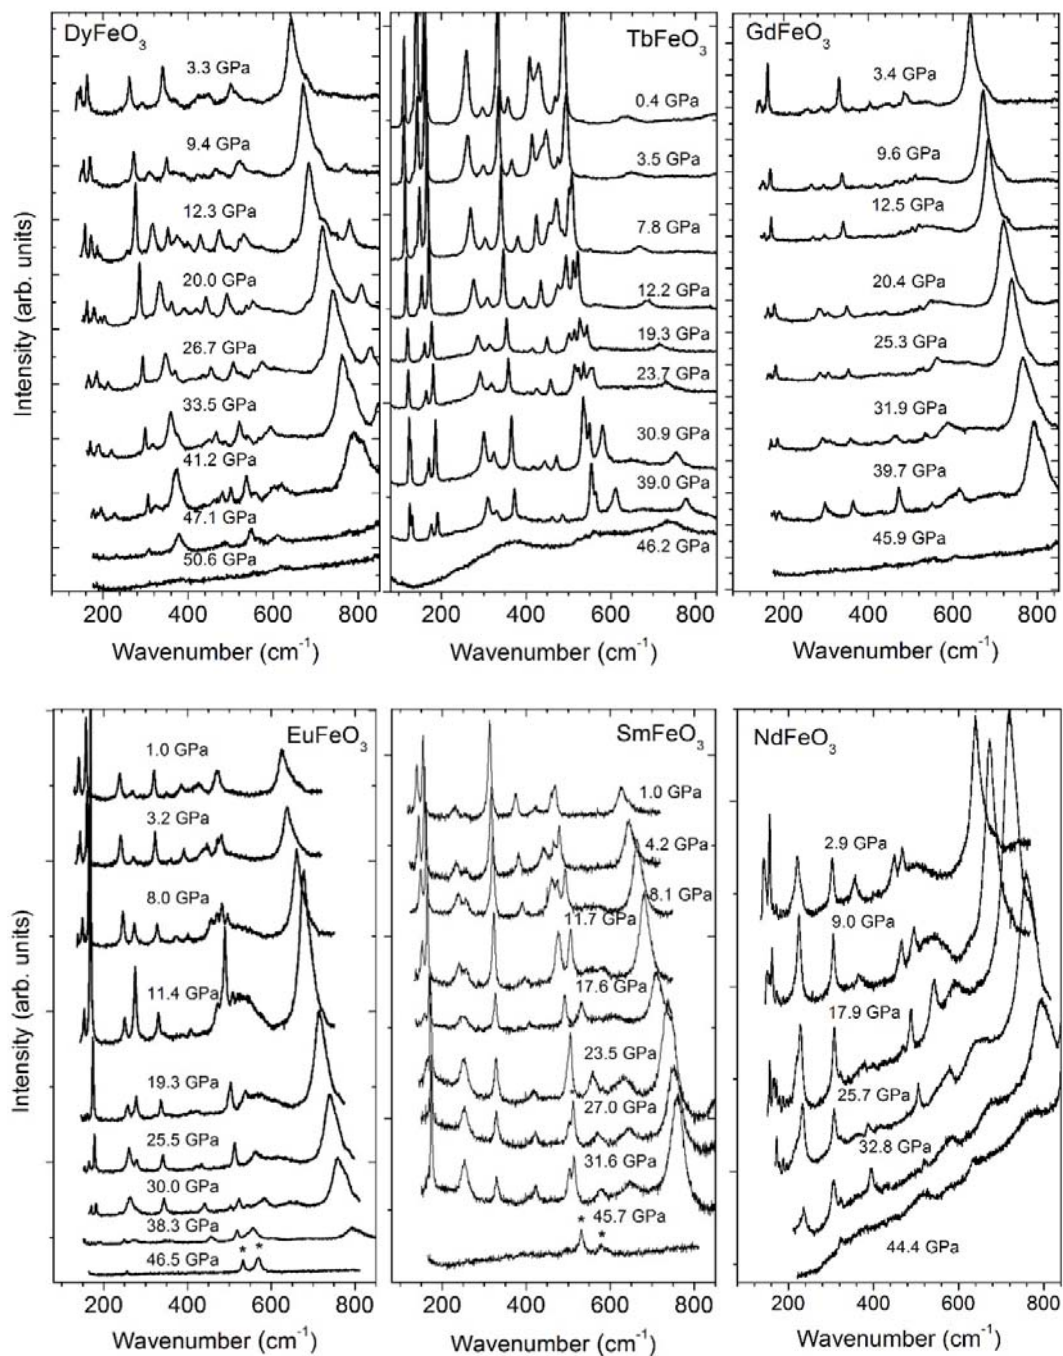 DyFeO3
3.3 GPa
9.4 GPa
12.3 GPa
20.0 GPa
26.7 GPa
33.5 GPa
41.2 GPa
47.1 GPa
50.6 GPa
200 400 600 800
Wavenumber (cm-1)
Intensity (arb. units)
TbFeO3
0.4 GPa
3.5 GPa
7.8 GPa
12.2 GPa
19.3 GPa
23.7 GPa
30.9 GPa
39.0 GPa
46.2 GPa
200 400 600 800
Wavenumber (cm-1)
GdFeO3
3.4 GPa
9.6 GPa
12.5 GPa
20.4 GPa
25.3 GPa
31.9 GPa
39.7 GPa
45.9 GPa
200 400 600 800
Wavenumber (cm-1)
EuFeO3
1.0 GPa
3.2 GPa
8.0 GPa
11.4 GPa
19.3 GPa
25.5 GPa
30.0 GPa
38.3 GPa
* *
46.5 GPa
200 400 600 800
Wavenumber (cm-1)
Intensity (arb. units)
SmFeO3
1.0 GPa
4.2 GPa
8.1 GPa
11.7 GPa
17.6 GPa
23.5 GPa
27.0 GPa
31.6 GPa
45.7 GPa
* *
200 400 600 800
Wavenumber (cm-1)
NdFeO3
2.9 GPa
9.0 GPa
17.9 GPa
25.7 GPa
32.8 GPa
44.4 GPa
200 400 600 800
Wavenumber (cm-1)